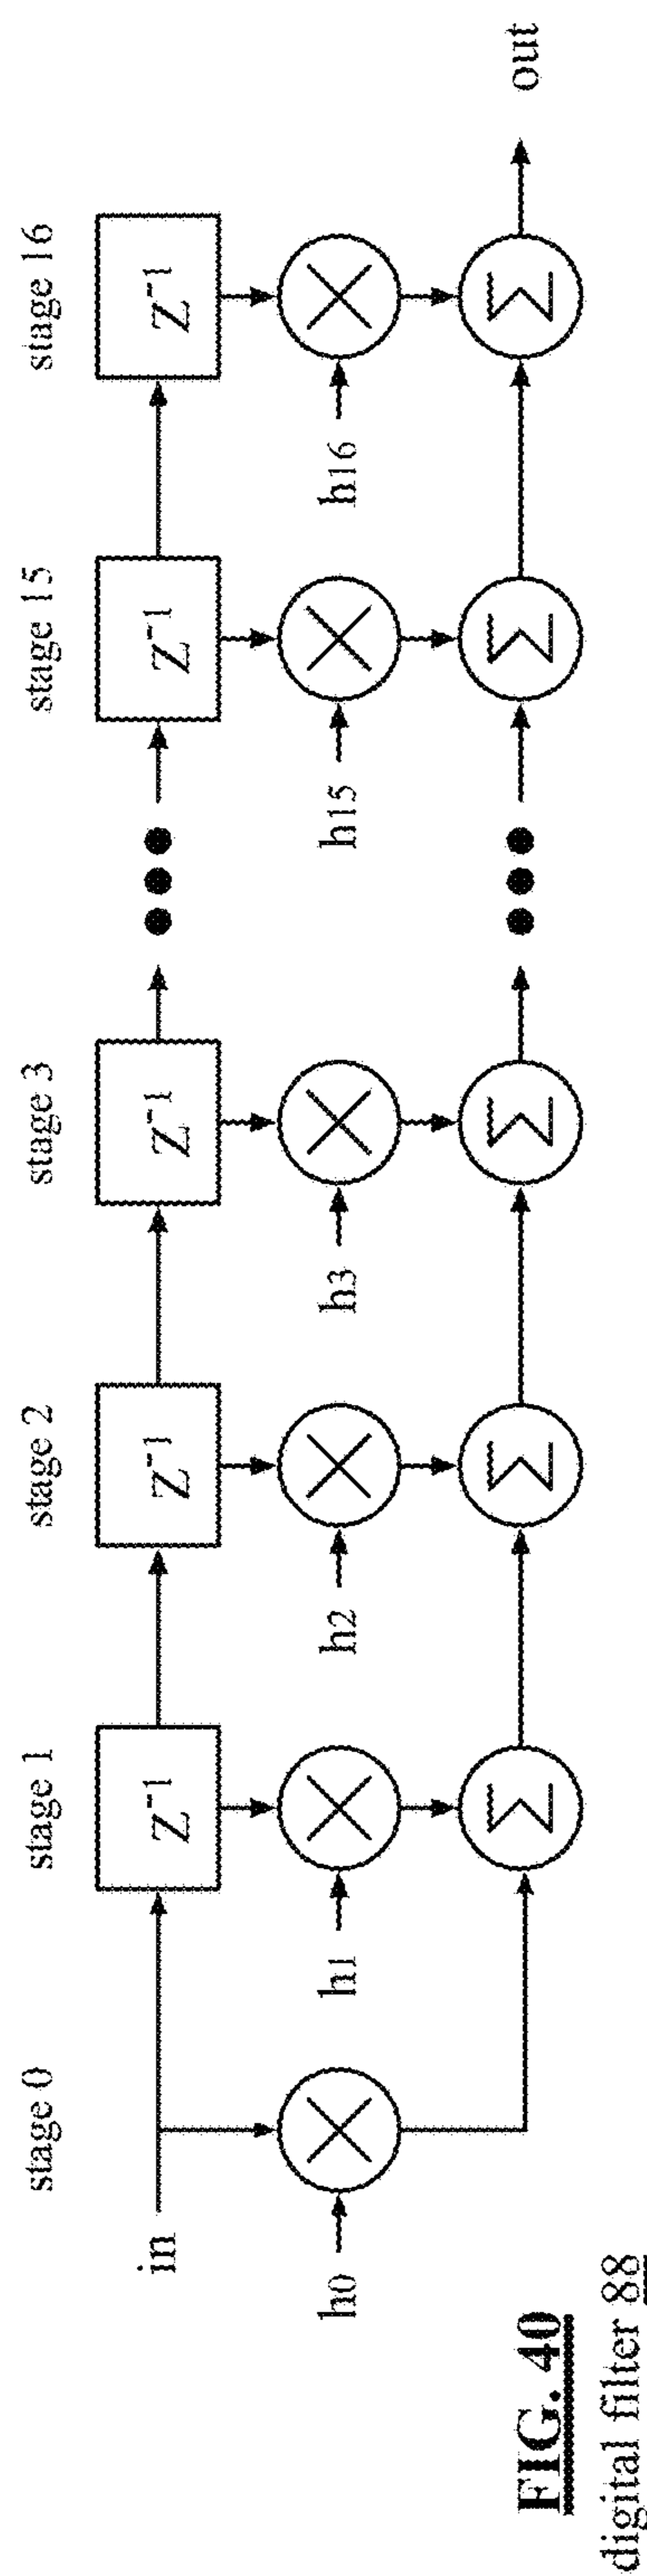 stage 0
stage 1
stage 2
stage 3
stage 15
stage 16
in
Z⁻¹
Z⁻¹
Z⁻¹
Z⁻¹
Z⁻¹
h0
h1
h2
h3
h15
h16
Σ
Σ
Σ
Σ
Σ
out
FIG. 40
digital filter 88